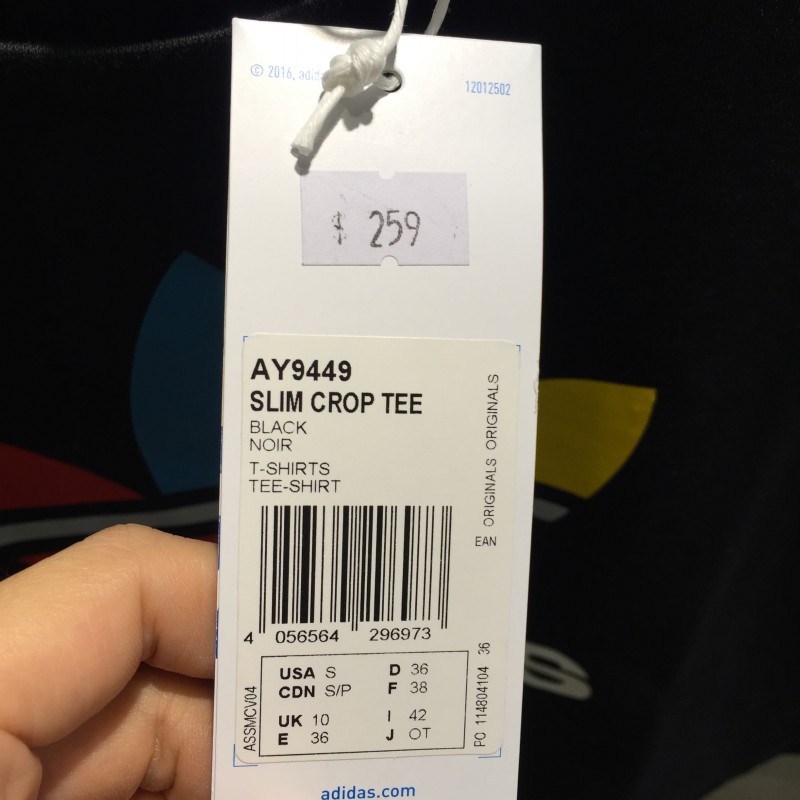 © 2016, adidas
12012502
$ 259
AY9449
SLIM CROP TEE
BLACK
NOIR
T-SHIRTS
TEE-SHIRT
EAN ORIGINALS ORIGINALS
4 056564 296973
ASSMCV04
USA S D 36
CDN S/P F 38
UK 10 I 42
E 36 J OT
PO 114804104 36
adidas.com